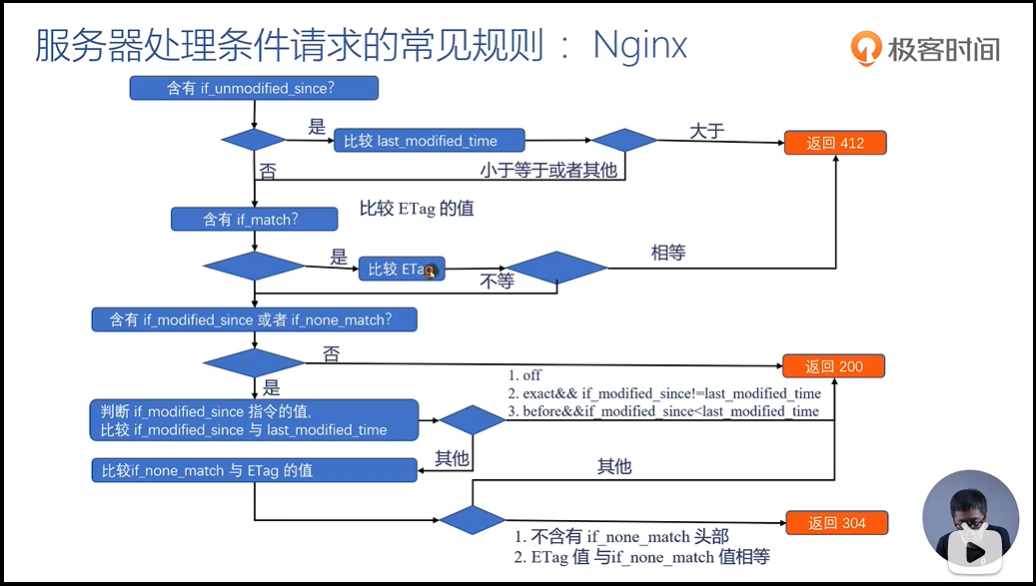 服务器处理条件请求的常见规则 : Nginx
极客时间
含有 if_unmodified_since?
是
比较 last_modified_time
大于
返回 412
否
小于等于或者其他
含有 if_match?
比较 ETag 的值
是
比较 ETag
相等
不等
含有 if_modified_since 或者 if_none_match?
否
返回 200
是
1. off
2. exact&& if_modified_since!=last_modified_time
3. before&&if_modified_since<last_modified_time
判断 if_modified_since 指令的值,
比较 if_modified_since 与 last_modified_time
其他
比较if_none_match 与 ETag 的值
其他
返回 304
1. 不含有 if_none_match 头部
2. ETag 值 与if_none_match 值相等